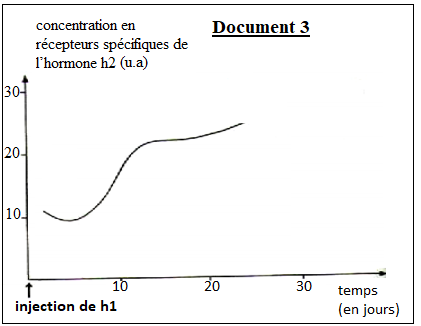 concentration en
récepteurs spécifiques de
l'hormone h2 (u.a)
Document 3
30
20
10
10
20
30
temps
(en jours)
injection de h1